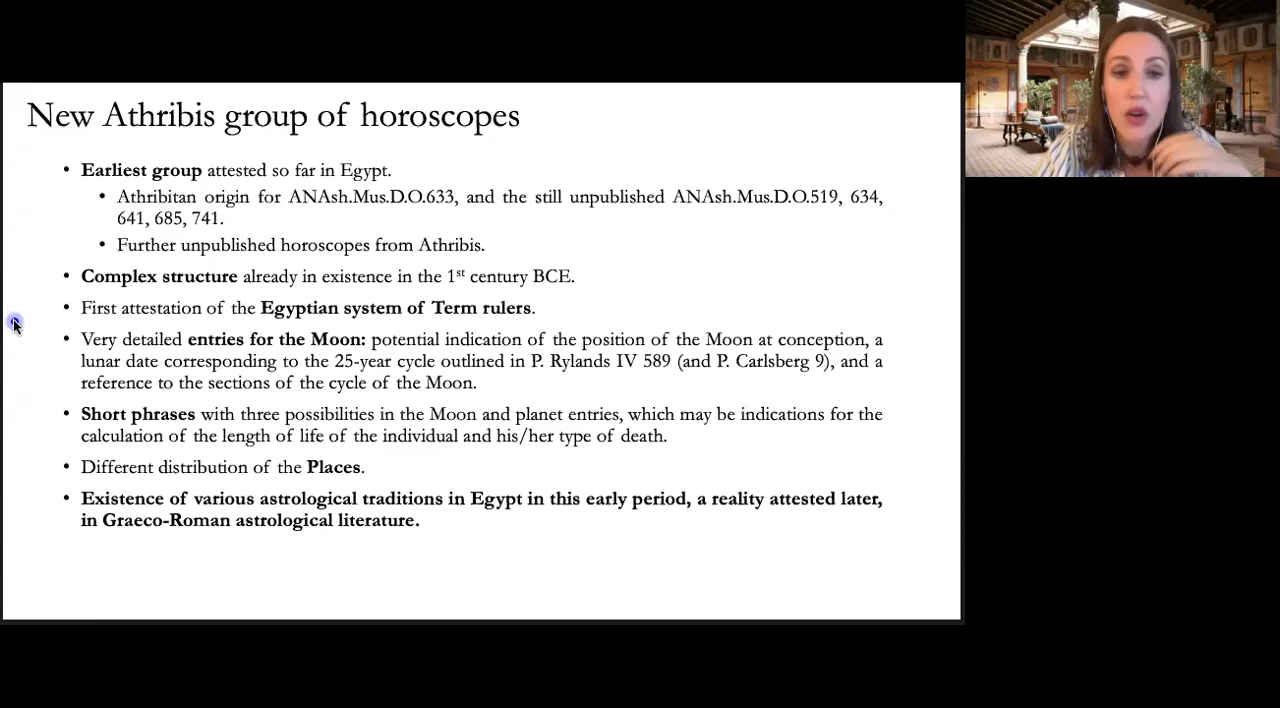 New Athribis group of horoscopes
• Earliest group attested so far in Egypt.
• Athribitan origin for ANAsh.Mus.D.O.633, and the still unpublished ANAsh.Mus.D.O.519, 634,
641, 685, 741.
• Further unpublished horoscopes from Athribis.
• Complex structure already in existence in the 1st century BCE.
• First attestation of the Egyptian system of Term rulers.
• Very detailed entries for the Moon: potential indication of the position of the Moon at conception, a
lunar date corresponding to the 25-year cycle outlined in P. Rylands IV 589 (and P. Carlsberg 9), and a
reference to the sections of the cycle of the Moon.
• Short phrases with three possibilities in the Moon and planet entries, which may be indications for the
calculation of the length of life of the individual and his/her type of death.
• Different distribution of the Places.
• Existence of various astrological traditions in Egypt in this early period, a reality attested later,
in Graeco-Roman astrological literature.